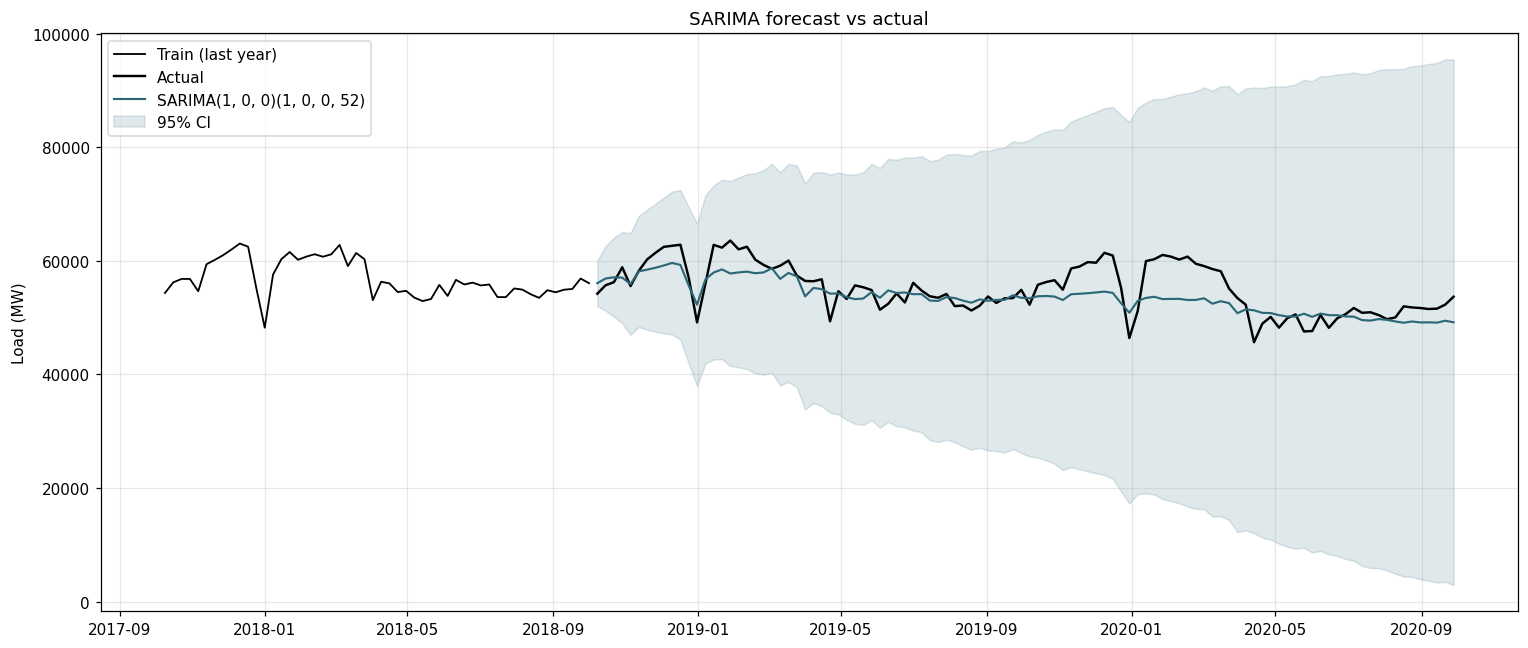 SARIMA forecast vs actual
Train (last year)
Actual
SARIMA(1, 0, 0)(1, 0, 0, 52)
95% CI
Load (MW)
100000
80000
60000
40000
20000
0
2017-09
2018-01
2018-05
2018-09
2019-01
2019-05
2019-09
2020-01
2020-05
2020-09